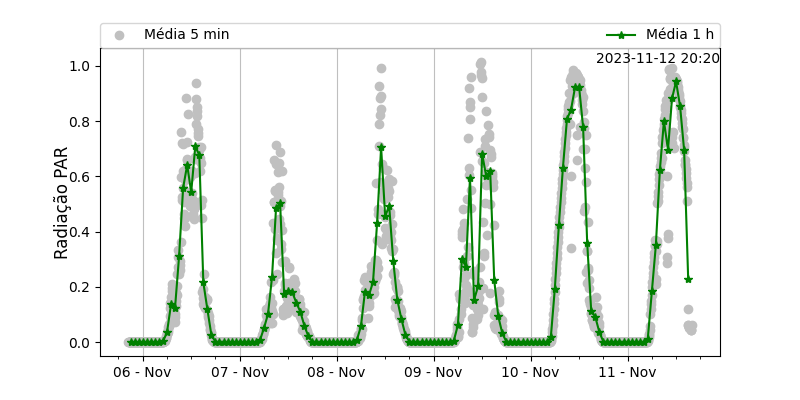 Média 5 min
Média 1 h
2023-11-12 20:20
Radiação PAR
1.0
0.8
0.6
0.4
0.2
0.0
06 - Nov
07 - Nov
08 - Nov
09 - Nov
10 - Nov
11 - Nov